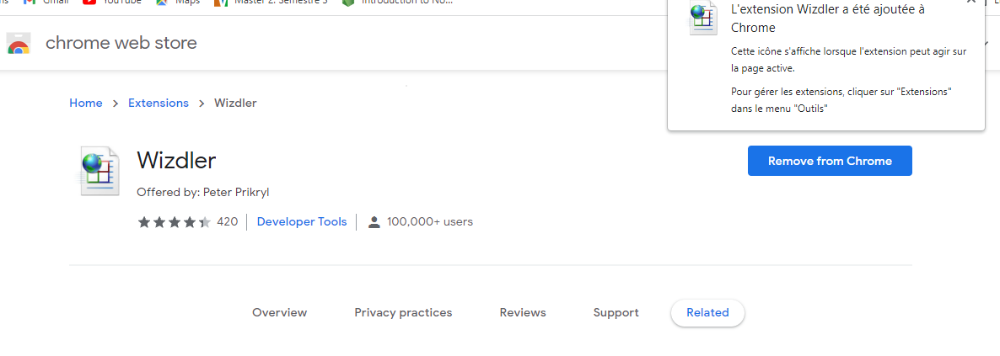 Gmail
YouTube
Maps
Master 2: Semestre 3
Introduction to No...
L'extension Wizdler a été ajoutée à
Chrome
Cette icône s'affiche lorsque l'extension peut agir sur
la page active.
Pour gérer les extensions, cliquer sur "Extensions"
dans le menu "Outils"
chrome web store
Home
Extensions
Wizdler
Wizdler
Offered by: Peter Prikryl
420
Developer Tools
100,000+ users
Remove from Chrome
Overview
Privacy practices
Reviews
Support
Related